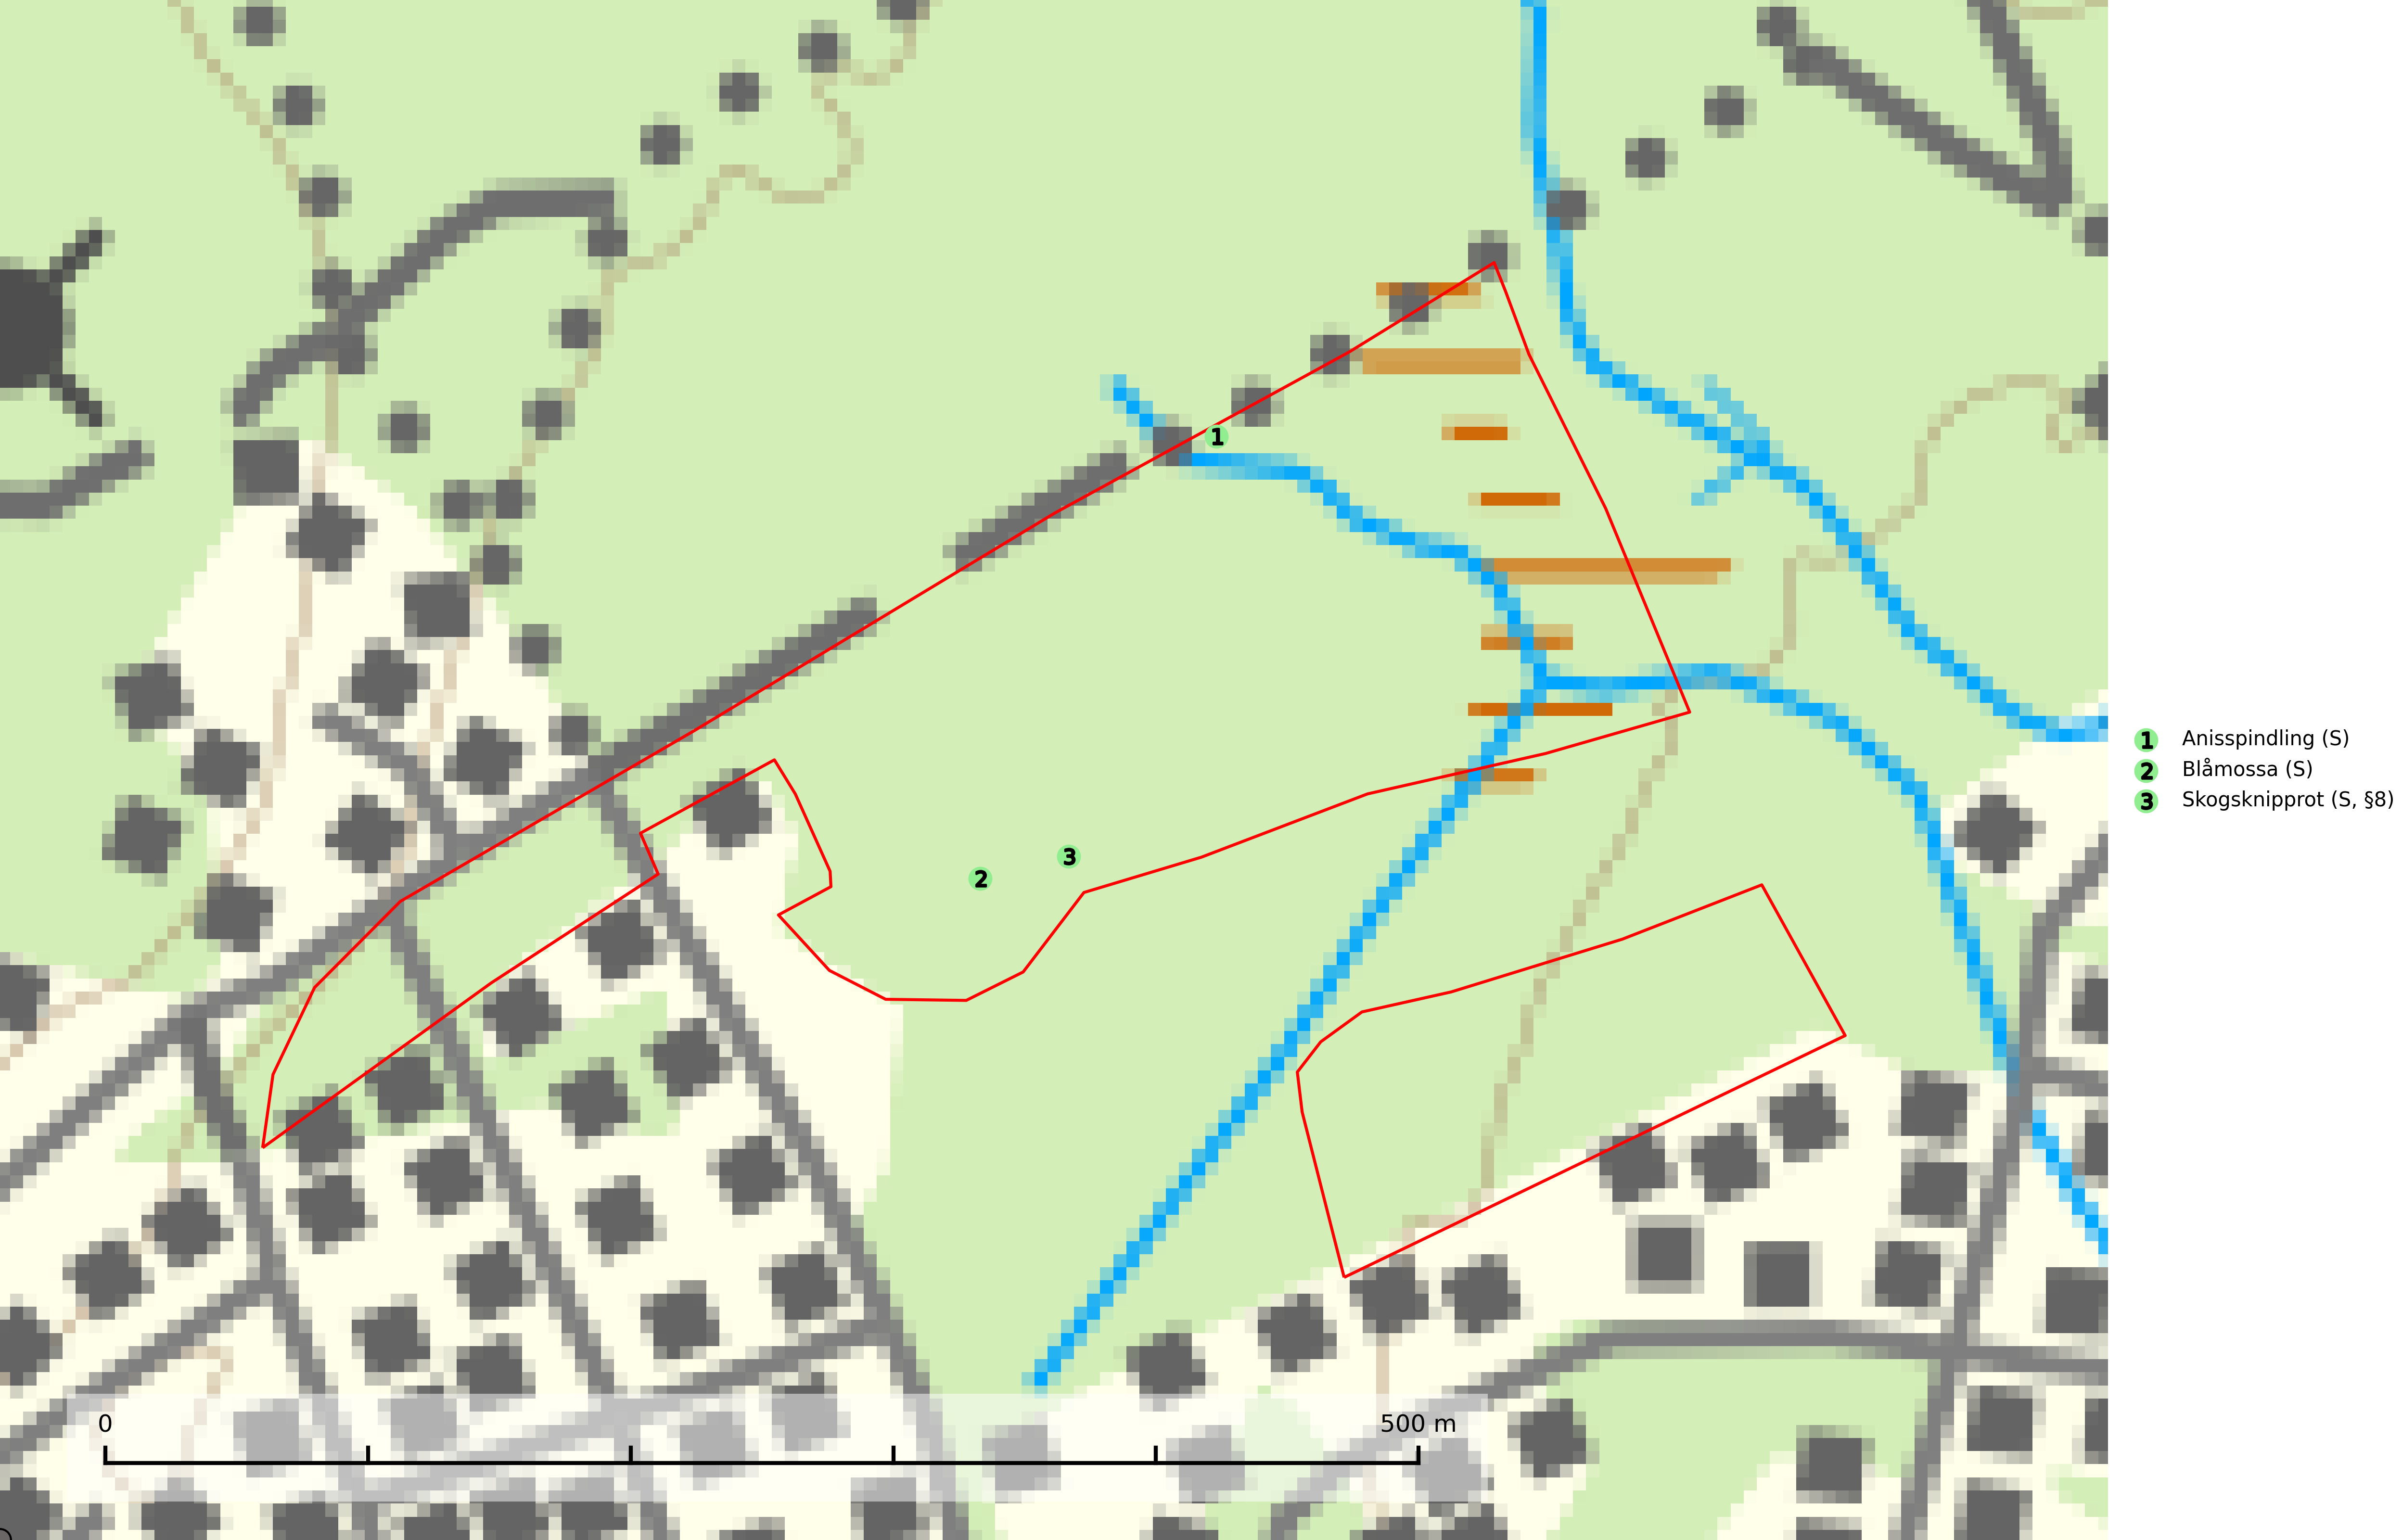 1
2
3
1 Anisspindling (S)
2 Blåmossa (S)
3 Skogsknipprot (S, §8)
0 500 m